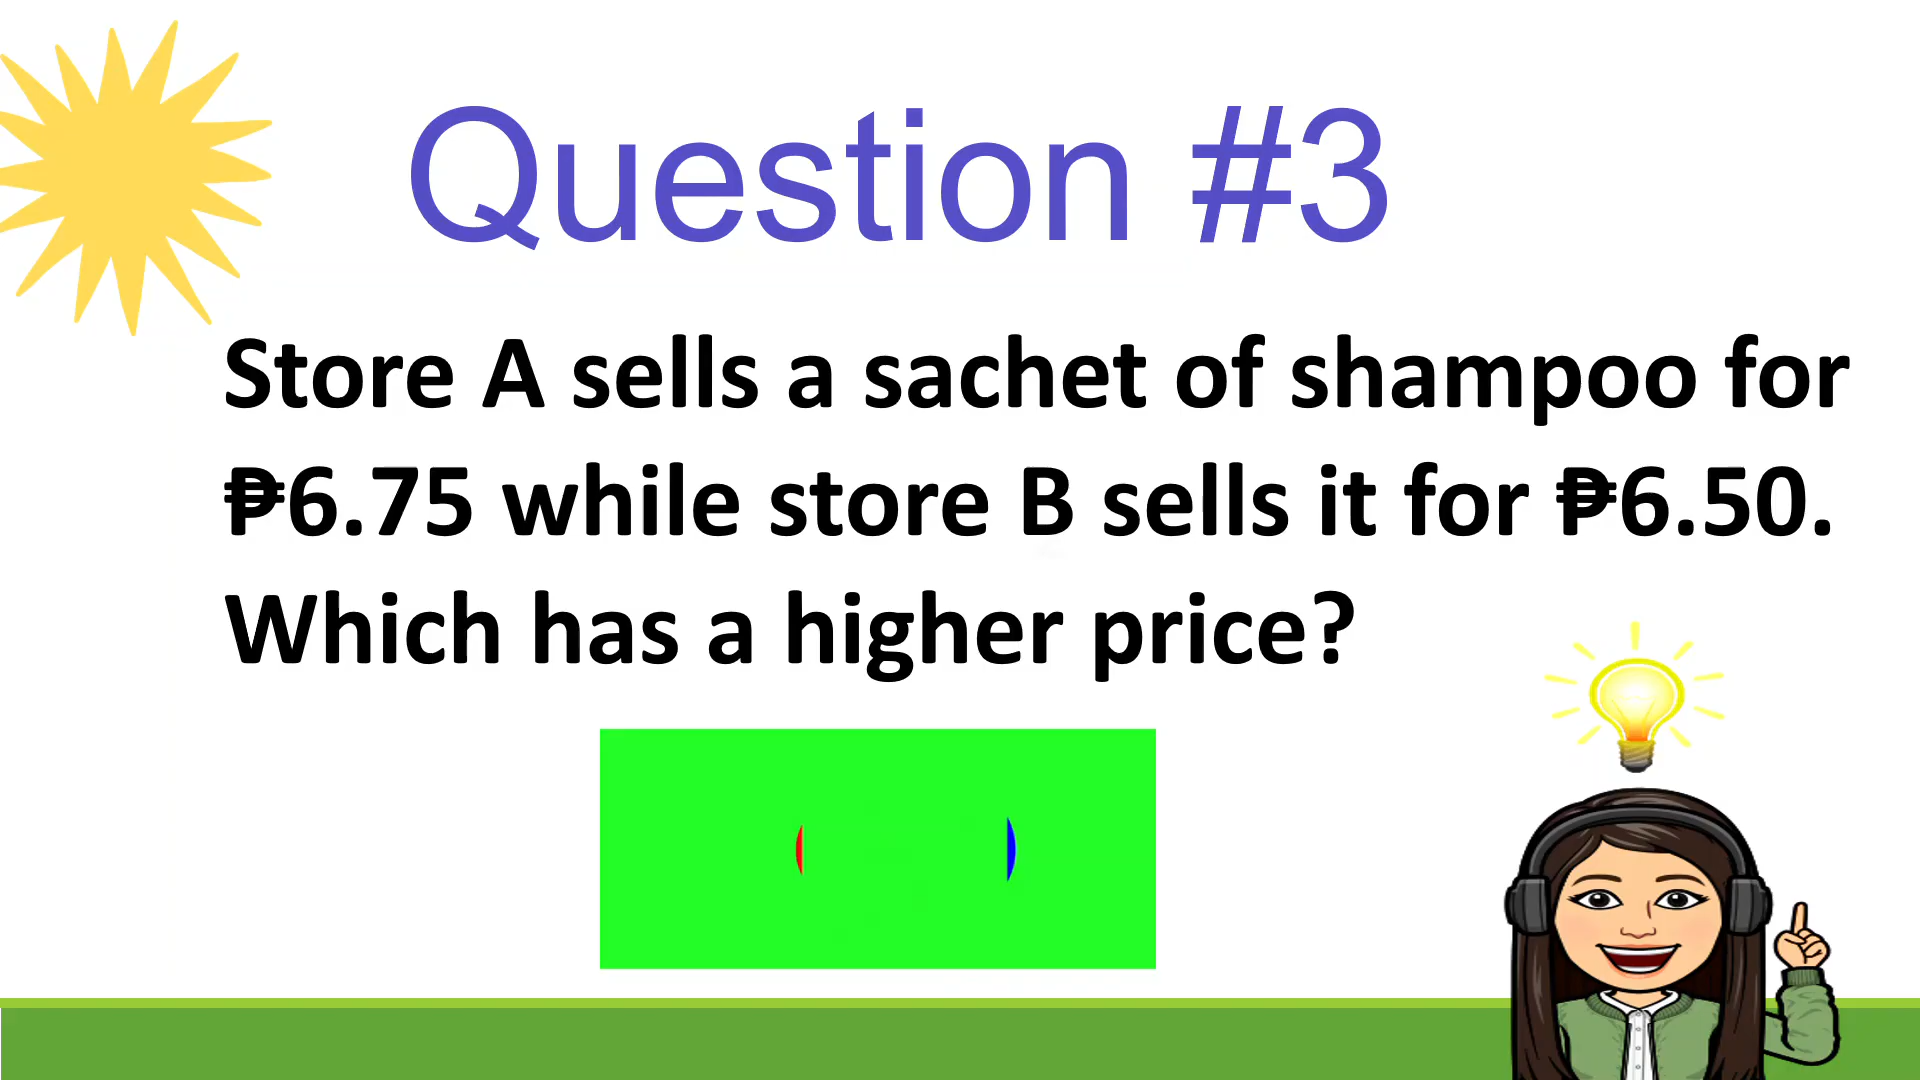 Question #3
Store A sells a sachet of shampoo for
₱6.75 while store B sells it for ₱6.50.
Which has a higher price?